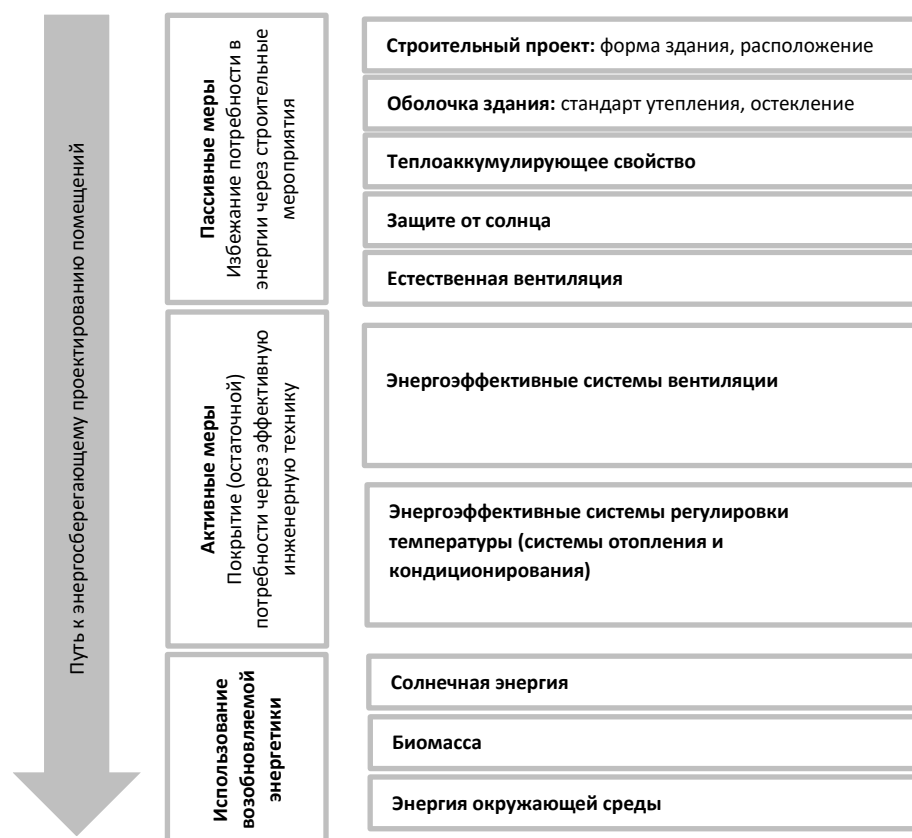 Путь к энергосберегающему проектированию помещений
Пассивные меры
Избежание потребности в
энергии через строительные
мероприятия
Строительный проект: форма здания, расположение
Оболочка здания: стандарт утепления, остекление
Теплоаккумулирующее свойство
Защите от солнца
Естественная вентиляция
Активные меры
Покрытие (остаточной)
потребности через эффективную
инженерную технику
Энергоэффективные системы вентиляции
Энергоэффективные системы регулировки
температуры (системы отопления и
кондиционирования)
Использование
возобновляемой
энергетики
Солнечная энергия
Биомасса
Энергия окружающей среды